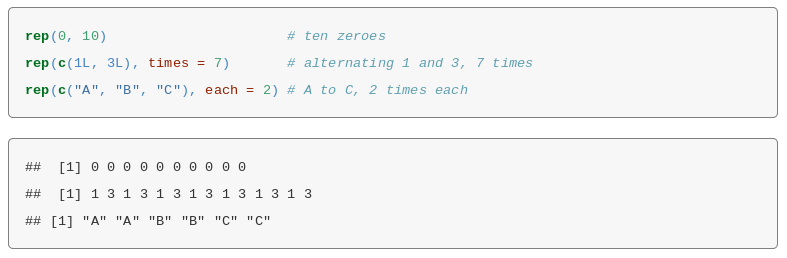 rep(0, 10)                      # ten zeroes
rep(c(1L, 3L), times = 7)       # alternating 1 and 3, 7 times
rep(c("A", "B", "C"), each = 2) # A to C, 2 times each
##  [1] 0 0 0 0 0 0 0 0 0 0
##  [1] 1 3 1 3 1 3 1 3 1 3 1 3 1 3
## [1] "A" "A" "B" "B" "C" "C"